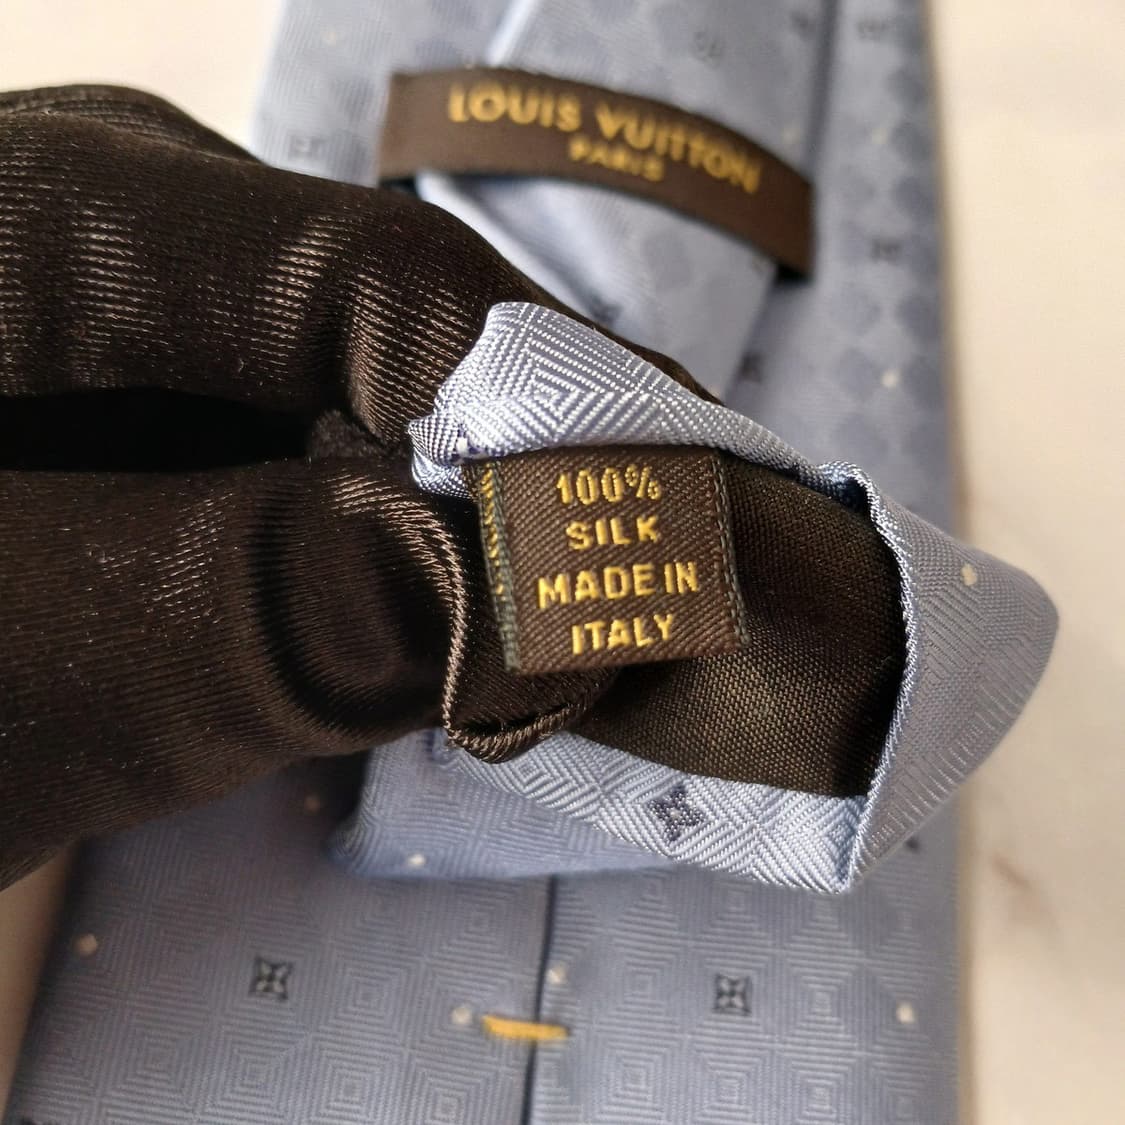 LOUIS VUITTON
PARIS
100%
SILK
MADE IN
ITALY